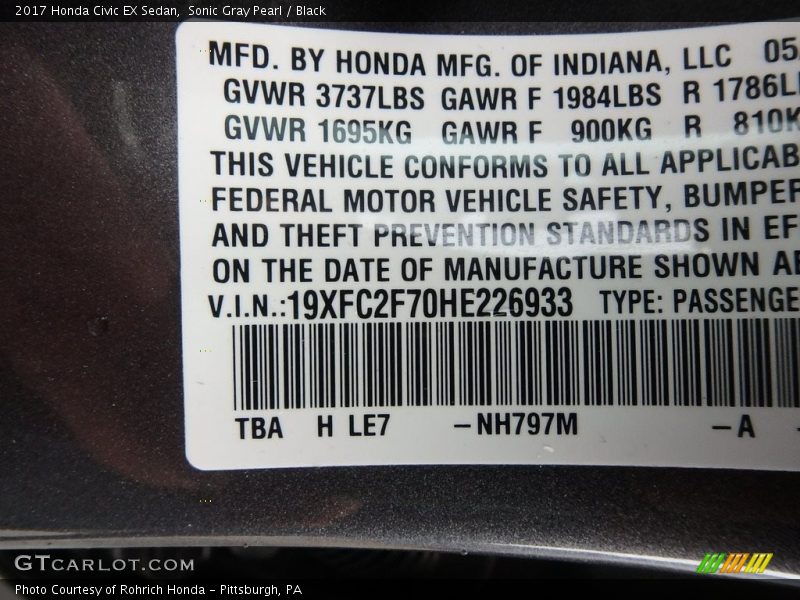 2017 Honda Civic EX Sedan, Sonic Gray Pearl / Black
MFD. BY HONDA MFG. OF INDIANA, LLC 05/
GVWR 3737LBS GAWR F 1984LBS R 1786LB
GVWR 1695KG GAWR F 900KG R 810K
THIS VEHICLE CONFORMS TO ALL APPLICAB
FEDERAL MOTOR VEHICLE SAFETY, BUMPER
AND THEFT PREVENTION STANDARDS IN EF
ON THE DATE OF MANUFACTURE SHOWN AB
V.I.N.:19XFC2F70HE226933 TYPE: PASSENGE
TBA H LE7 –NH797M –A –
GTCARLOT.COM
Photo Courtesy of Rohrich Honda - Pittsburgh, PA